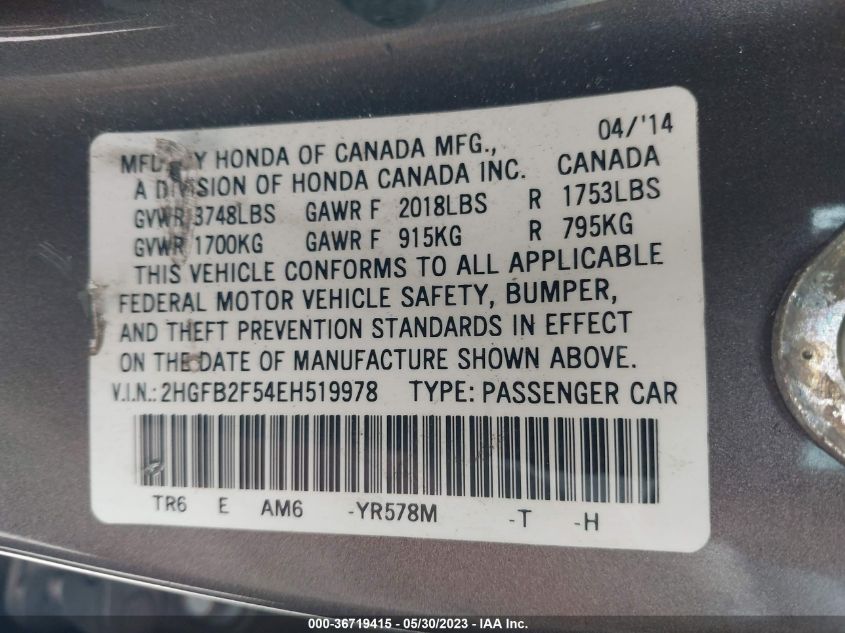 04/'14
MFD BY HONDA OF CANADA MFG.,
A DIVISION OF HONDA CANADA INC. CANADA
GVWR 3748LBS GAWR F 2018LBS R 1753LBS
GVWR 1700KG GAWR F 915KG R 795KG
THIS VEHICLE CONFORMS TO ALL APPLICABLE
FEDERAL MOTOR VEHICLE SAFETY, BUMPER,
AND THEFT PREVENTION STANDARDS IN EFFECT
ON THE DATE OF MANUFACTURE SHOWN ABOVE.
V.I.N.: 2HGFB2F54EH519978 TYPE: PASSENGER CAR
TR6 E AM6 -YR578M -T -H
000-36719415 - 05/30/2023 - IAA Inc.